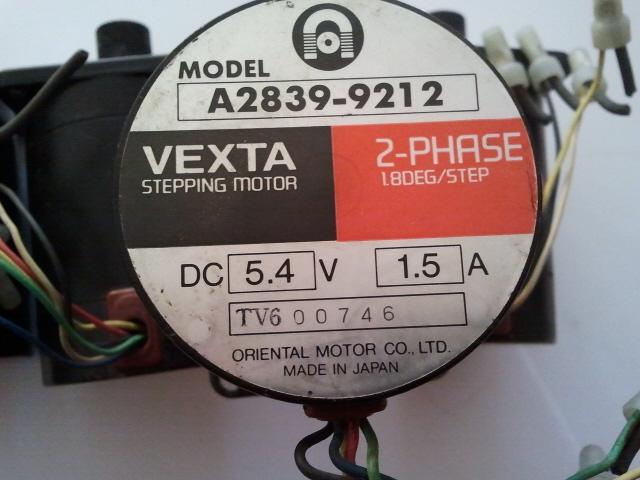 MODEL
A2839-9212
VEXTA
STEPPING MOTOR
2-PHASE
1.8DEG/STEP
DC 5.4 V 1.5 A
TV6 00746
ORIENTAL MOTOR CO., LTD.
MADE IN JAPAN